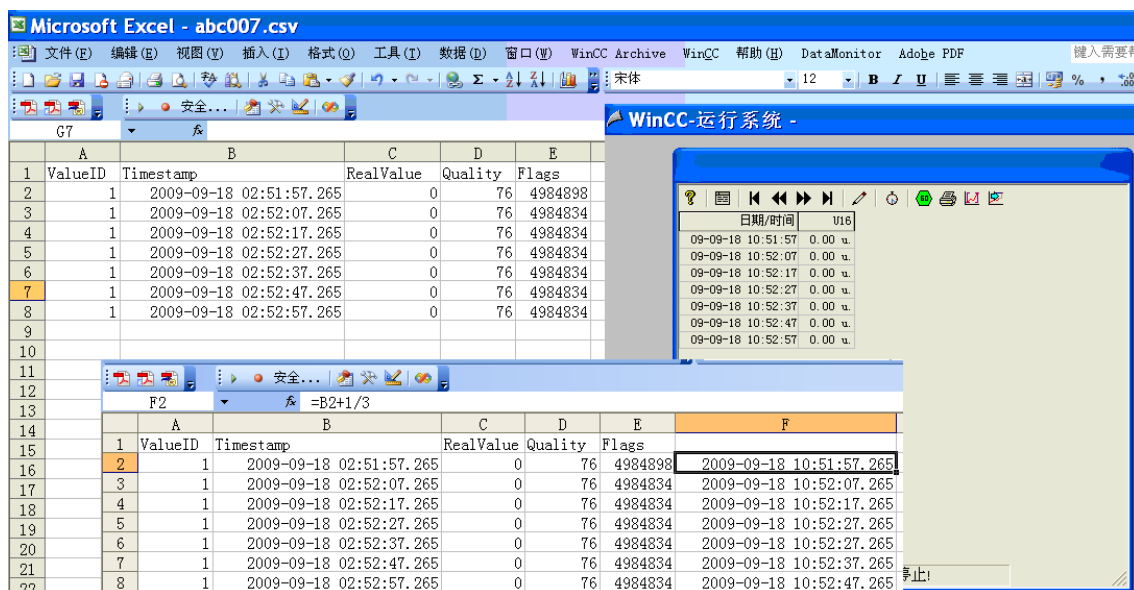 Microsoft Excel - abc007.csv
文件(F) 编辑(E) 视图(V) 插入(I) 格式(O) 工具(T) 数据(D) 窗口(W) WinCC Archive WinCC 帮助(H) DataMonitor Adobe PDF 键入需要
宋体 12 B I U % ,
安全...
G7 fx
A B C D E
1 ValueID Timestamp RealValue Quality Flags
2 1 2009-09-18 02:51:57.265 0 76 4984898
3 1 2009-09-18 02:52:07.265 0 76 4984834
4 1 2009-09-18 02:52:17.265 0 76 4984834
5 1 2009-09-18 02:52:27.265 0 76 4984834
6 1 2009-09-18 02:52:37.265 0 76 4984834
7 1 2009-09-18 02:52:47.265 0 76 4984834
8 1 2009-09-18 02:52:57.265 0 76 4984834
9
10
11
12
13
14
15
16
17
18
19
20
21
22
WinCC-运行系统 -
日期/时间 U16
09-09-18 10:51:57 0.00 u.
09-09-18 10:52:07 0.00 u.
09-09-18 10:52:17 0.00 u.
09-09-18 10:52:27 0.00 u.
09-09-18 10:52:37 0.00 u.
09-09-18 10:52:47 0.00 u.
09-09-18 10:52:57 0.00 u.
安全...
F2 fx =B2+1/3
A B C D E F
1 ValueID Timestamp RealValue Quality Flags
2 1 2009-09-18 02:51:57.265 0 76 4984898 2009-09-18 10:51:57.265
3 1 2009-09-18 02:52:07.265 0 76 4984834 2009-09-18 10:52:07.265
4 1 2009-09-18 02:52:17.265 0 76 4984834 2009-09-18 10:52:17.265
5 1 2009-09-18 02:52:27.265 0 76 4984834 2009-09-18 10:52:27.265
6 1 2009-09-18 02:52:37.265 0 76 4984834 2009-09-18 10:52:27.265
7 1 2009-09-18 02:52:47.265 0 76 4984834 2009-09-18 10:52:37.265
8 1 2009-09-18 02:52:57.265 0 76 4984834 2009-09-18 10:52:47.265
停止!